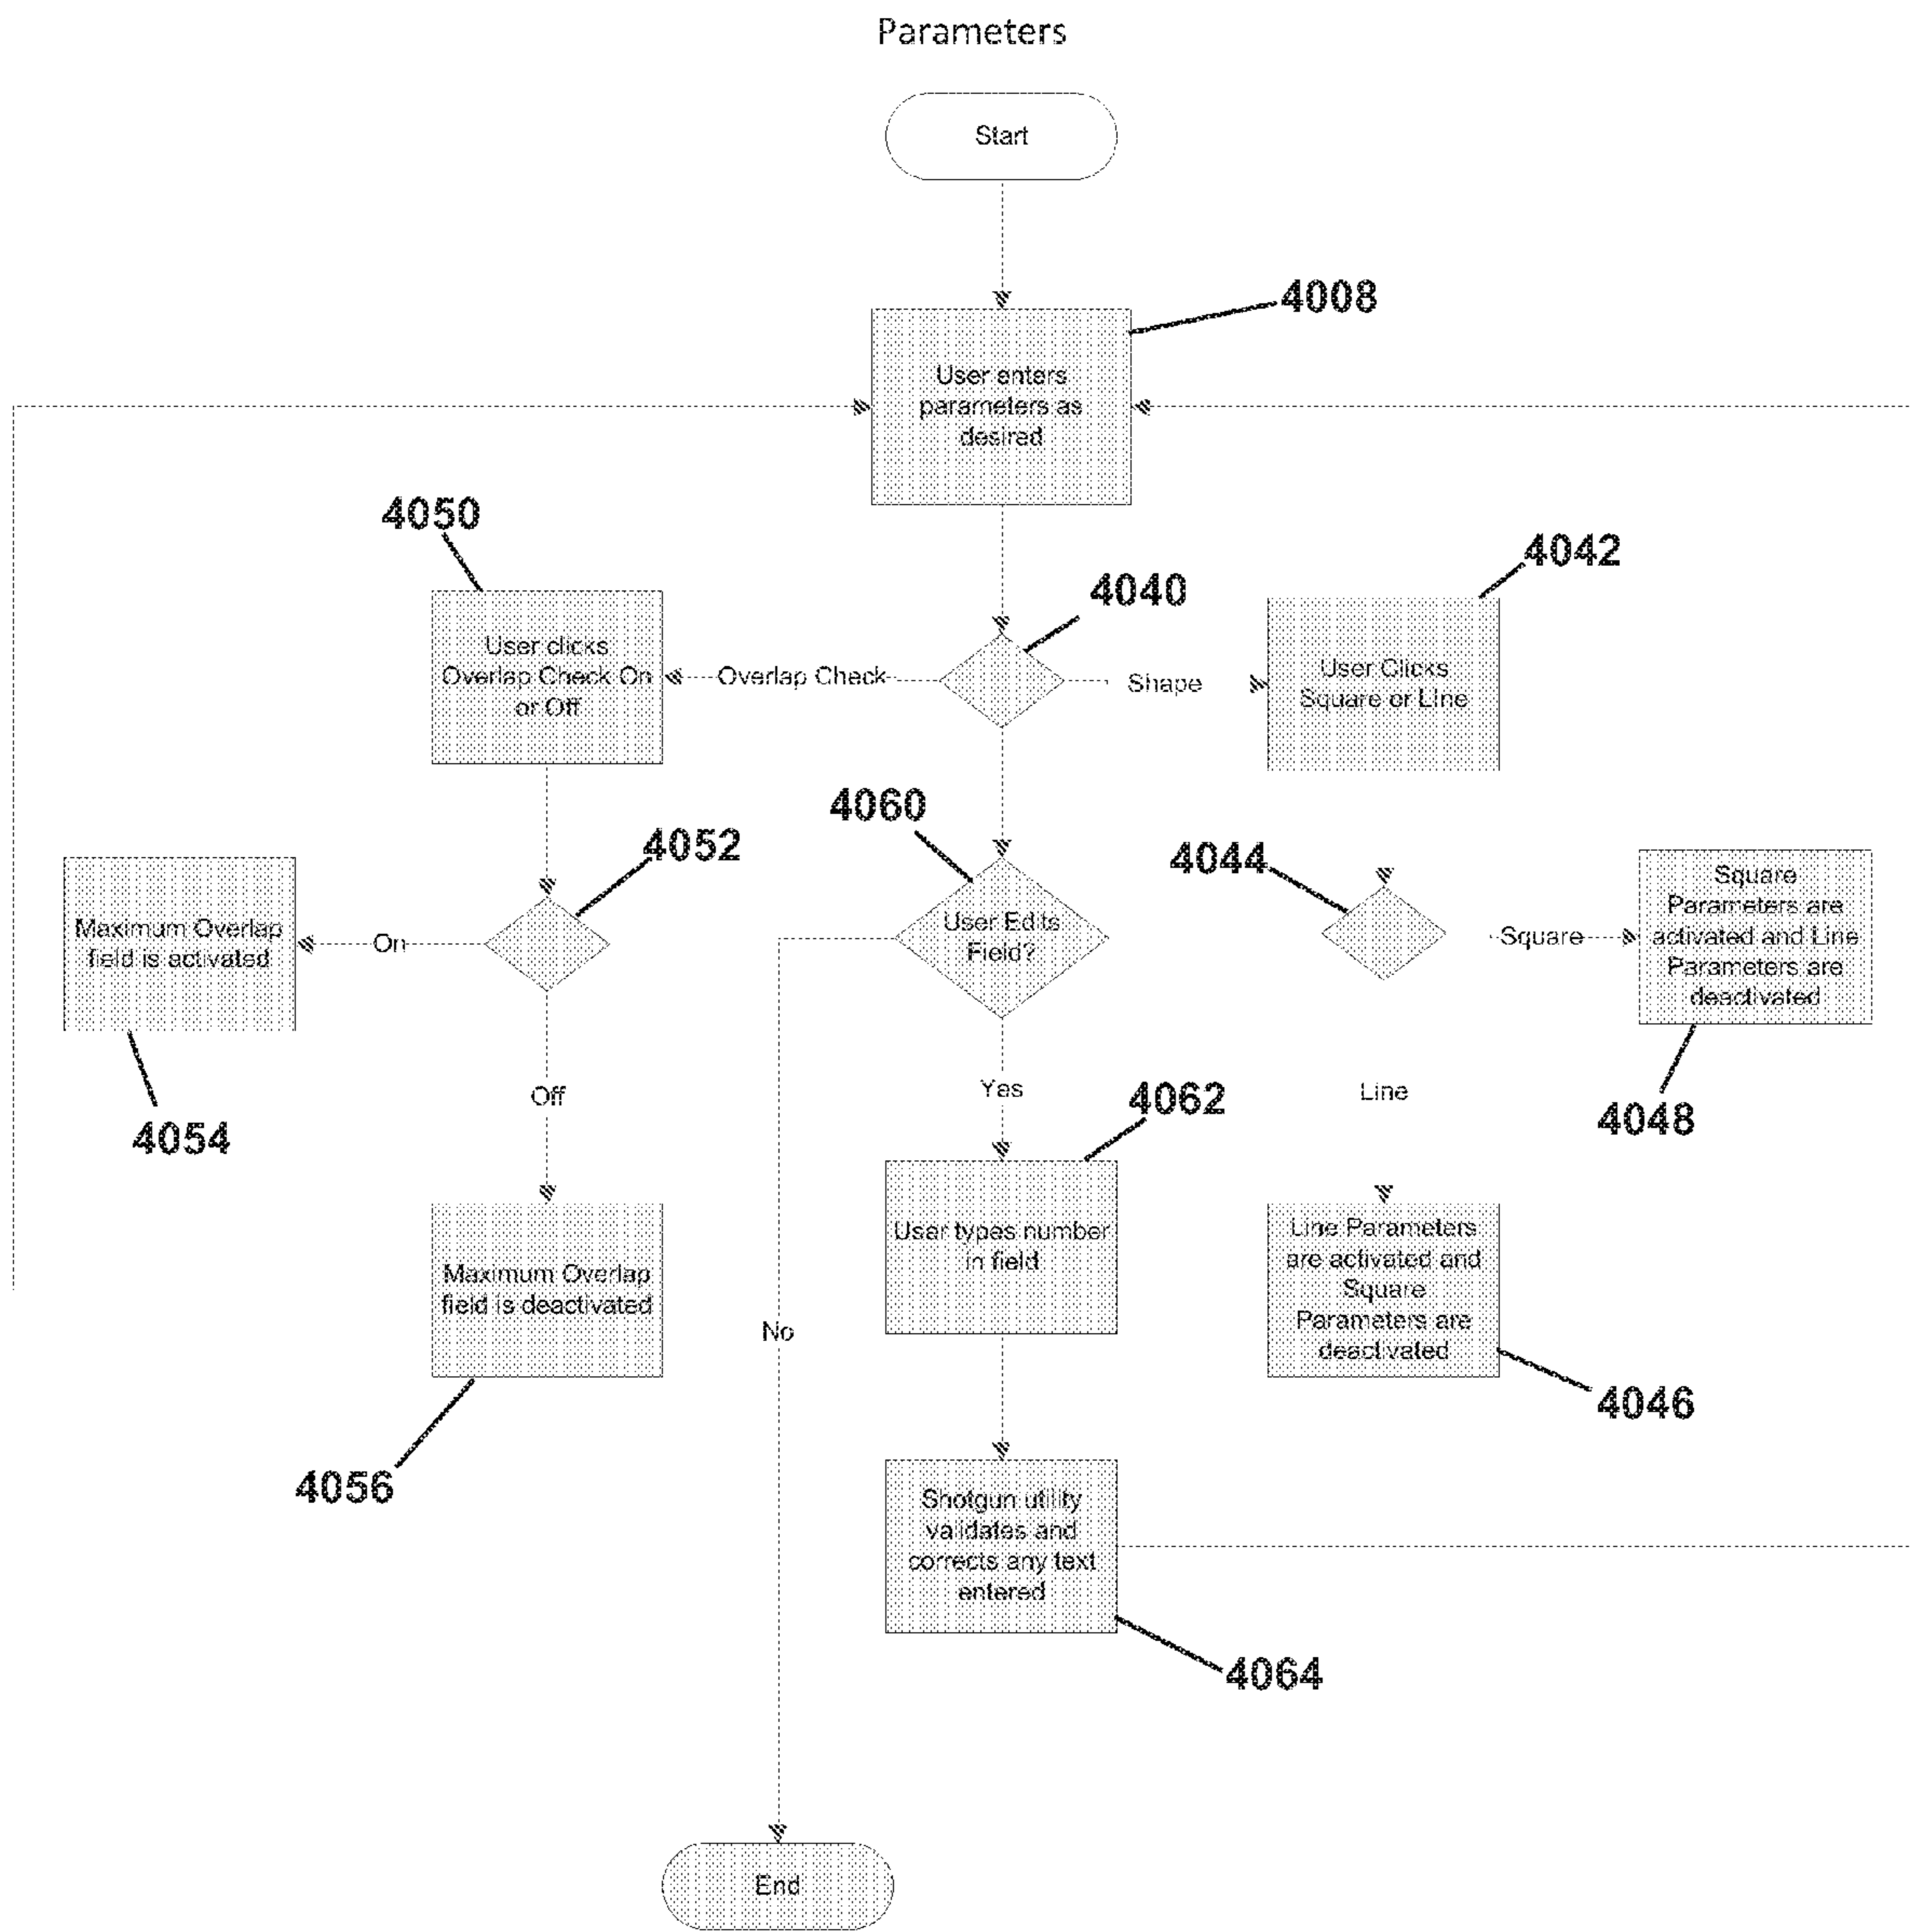 Parameters
Start
4008
User enters
parameters as
desired
4050
4042
4040
User clicks
Overlap Check On
or Off
Overlap Check
Shape
User Clicks
Square or Line
4060
4052
4044
Maximum Overlap
field is activated
On
User Edits
Field?
Square
Square
Parameters are
activated and Line
Parameters are
deactivated
Off
Yes
Line
4054
4062
4048
Maximum Overlap
field is deactivated
User types number
in field
Line Parameters
are activated and
Square
Parameters are
deactivated
No
4046
4056
Shotgun utility
validates and
corrects any text
entered
4064
End